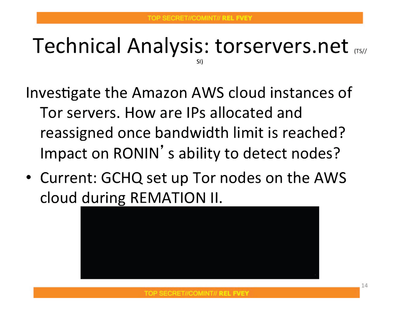 TOP SECRET//COMINT// REL FVEY
Technical Analysis: torservers.net (TS//
SI)
Investigate the Amazon AWS cloud instances of
Tor servers. How are IPs allocated and
reassigned once bandwidth limit is reached?
Impact on RONIN's ability to detect nodes?
• Current: GCHQ set up Tor nodes on the AWS
cloud during REMATION II.
14
TOP SECRET//COMINT// REL FVEY